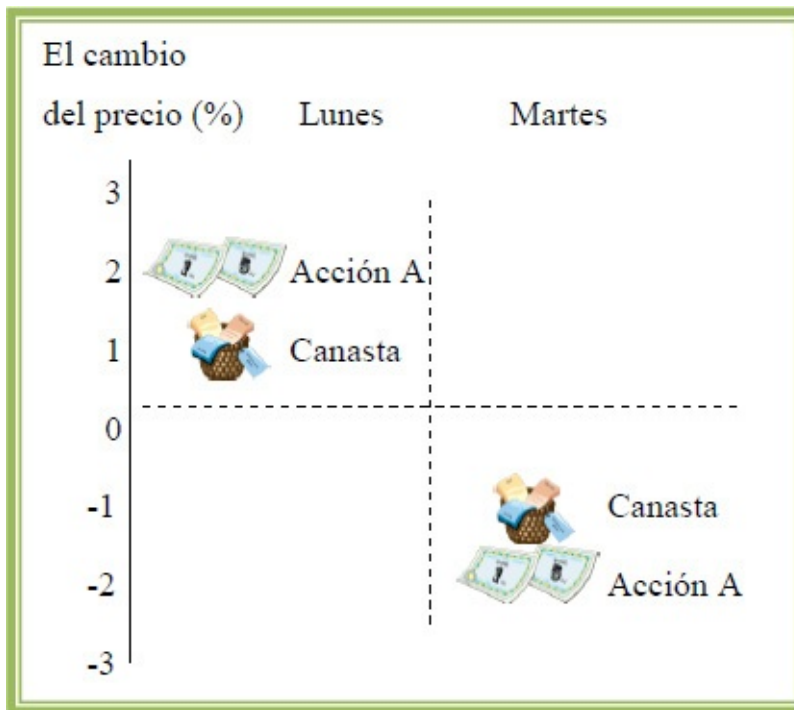 El cambio
del precio (%) Lunes Martes
3
2 Acción A
1 Canasta
0
-1 Canasta
-2 Acción A
-3